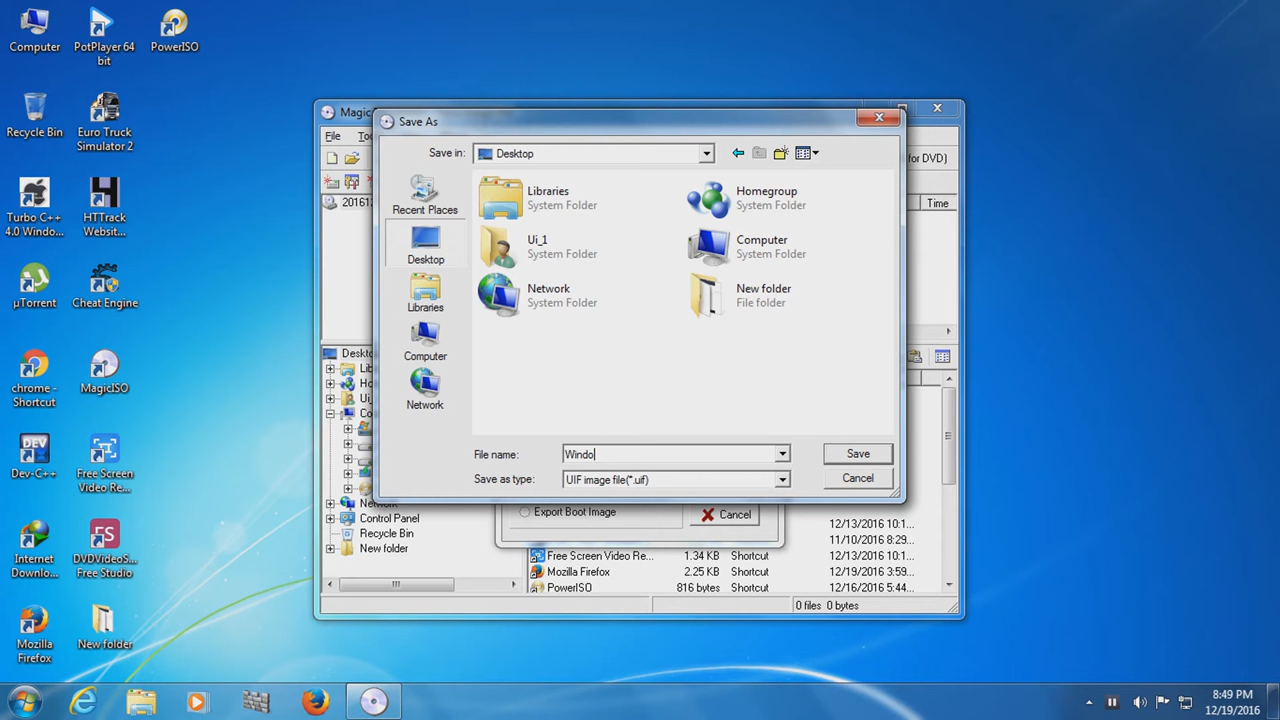 Computer
PotPlayer 64
bit
PowerISO
Recycle Bin
Euro Truck
Simulator 2
Turbo C++
4.0 Windo...
HTTrack
Websit...
µTorrent
Cheat Engine
chrome -
Shortcut
MagicISO
DEV
Dev-C++
Free Screen
Video Re...
Internet
Downlo...
FS
DVDVideoS...
Free Studio
Mozilla
Firefox
New folder
File
for DVD)
Time
Save As
Save in:
Desktop
Recent Places
Desktop
Libraries
Computer
Network
Libraries
System Folder
Homegroup
System Folder
Ui_1
System Folder
Computer
System Folder
Network
System Folder
New folder
File folder
File name:
Windo
Save
Save as type:
UIF image file(*.uif)
Cancel
Export Boot Image
Cancel
Control Panel
Recycle Bin
New folder
12/13/2016 10:1...
11/10/2016 8:29...
Free Screen Video Re... 1.34 KB Shortcut 12/13/2016 10:1...
Mozilla Firefox 2.25 KB Shortcut 12/19/2016 3:59...
PowerISO 816 bytes Shortcut 12/16/2016 5:44...
0 files 0 bytes
8:49 PM
12/19/2016